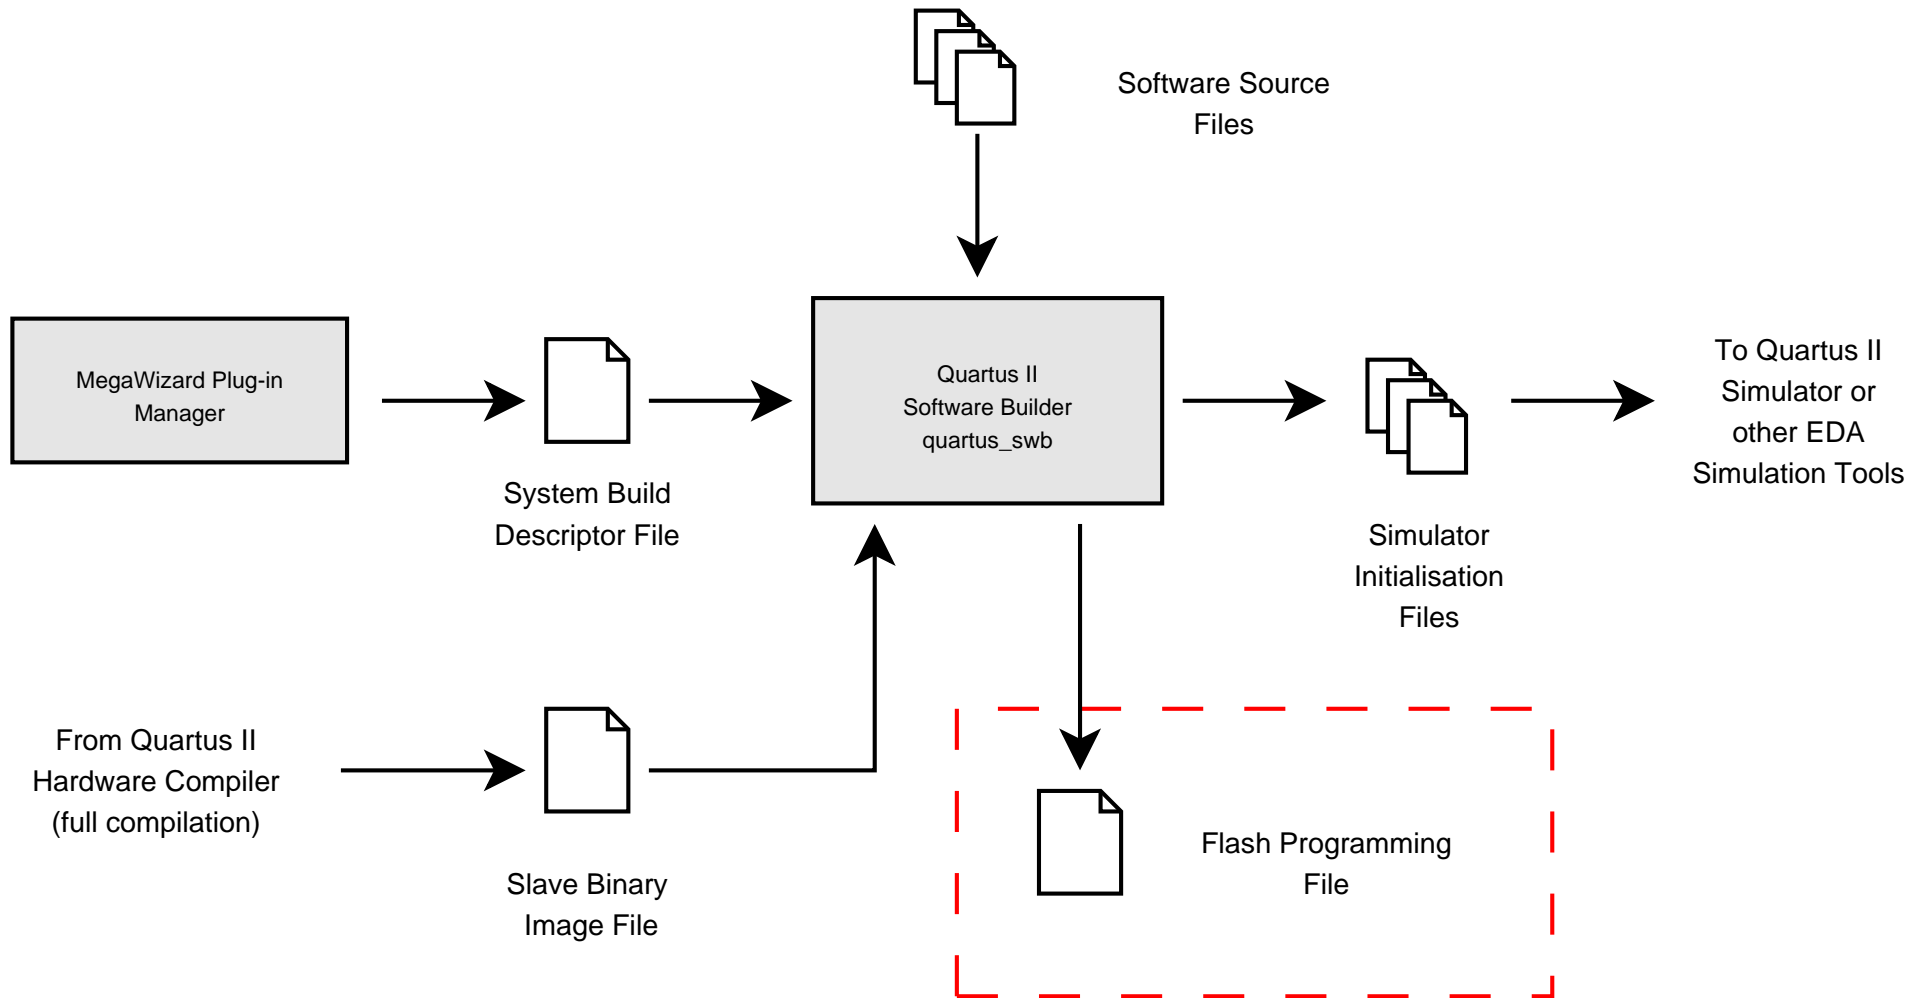 Software Source
Files
MegaWizard Plug-in
Manager
System Build
Descriptor File
Quartus II
Software Builder
quartus_swb
Simulator
Initialisation
Files
To Quartus II
Simulator or
other EDA
Simulation Tools
From Quartus II
Hardware Compiler
(full compilation)
Slave Binary
Image File
Flash Programming
File